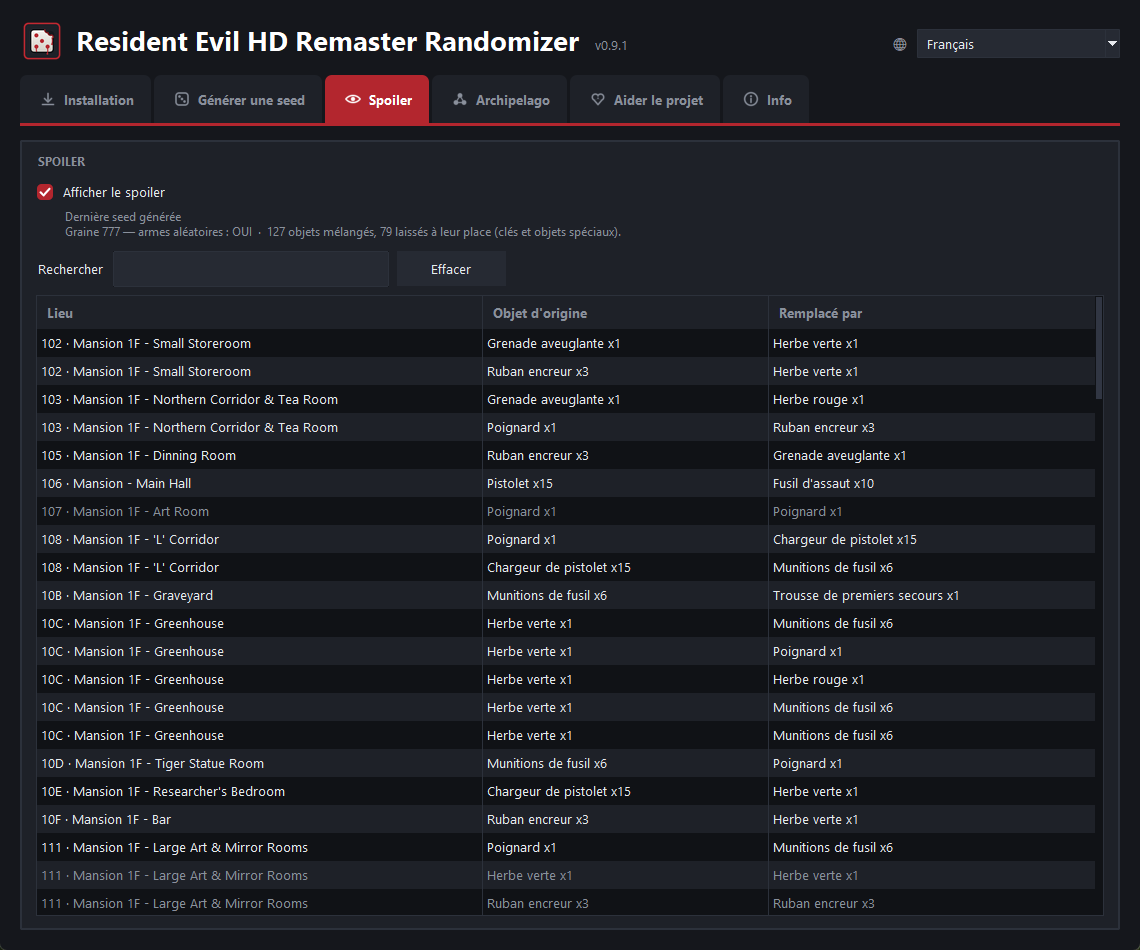 Resident Evil HD Remaster Randomizer v0.9.1 Français
Installation Générer une seed Spoiler Archipelago Aider le projet Info
SPOILER
Afficher le spoiler
Dernière seed générée
Graine 777 — armes aléatoires : OUI · 127 objets mélangés, 79 laissés à leur place (clés et objets spéciaux).
Rechercher Effacer
Lieu Objet d'origine Remplacé par
102 · Mansion 1F - Small Storeroom Grenade aveuglante x1 Herbe verte x1
102 · Mansion 1F - Small Storeroom Ruban encreur x3 Herbe verte x1
103 · Mansion 1F - Northern Corridor & Tea Room Grenade aveuglante x1 Herbe rouge x1
103 · Mansion 1F - Northern Corridor & Tea Room Poignard x1 Ruban encreur x3
105 · Mansion 1F - Dinning Room Ruban encreur x3 Grenade aveuglante x1
106 · Mansion - Main Hall Pistolet x15 Fusil d'assaut x10
107 · Mansion 1F - Art Room Poignard x1 Poignard x1
108 · Mansion 1F - 'L' Corridor Poignard x1 Chargeur de pistolet x15
108 · Mansion 1F - 'L' Corridor Chargeur de pistolet x15 Munitions de fusil x6
10B · Mansion 1F - Graveyard Munitions de fusil x6 Trousse de premiers secours x1
10C · Mansion 1F - Greenhouse Herbe verte x1 Munitions de fusil x6
10C · Mansion 1F - Greenhouse Herbe verte x1 Poignard x1
10C · Mansion 1F - Greenhouse Herbe verte x1 Herbe rouge x1
10C · Mansion 1F - Greenhouse Herbe verte x1 Munitions de fusil x6
10C · Mansion 1F - Greenhouse Herbe verte x1 Munitions de fusil x6
10D · Mansion 1F - Tiger Statue Room Munitions de fusil x6 Poignard x1
10E · Mansion 1F - Researcher's Bedroom Chargeur de pistolet x15 Herbe verte x1
10F · Mansion 1F - Bar Ruban encreur x3 Herbe verte x1
111 · Mansion 1F - Large Art & Mirror Rooms Poignard x1 Munitions de fusil x6
111 · Mansion 1F - Large Art & Mirror Rooms Herbe verte x1 Herbe verte x1
111 · Mansion 1F - Large Art & Mirror Rooms Ruban encreur x3 Ruban encreur x3